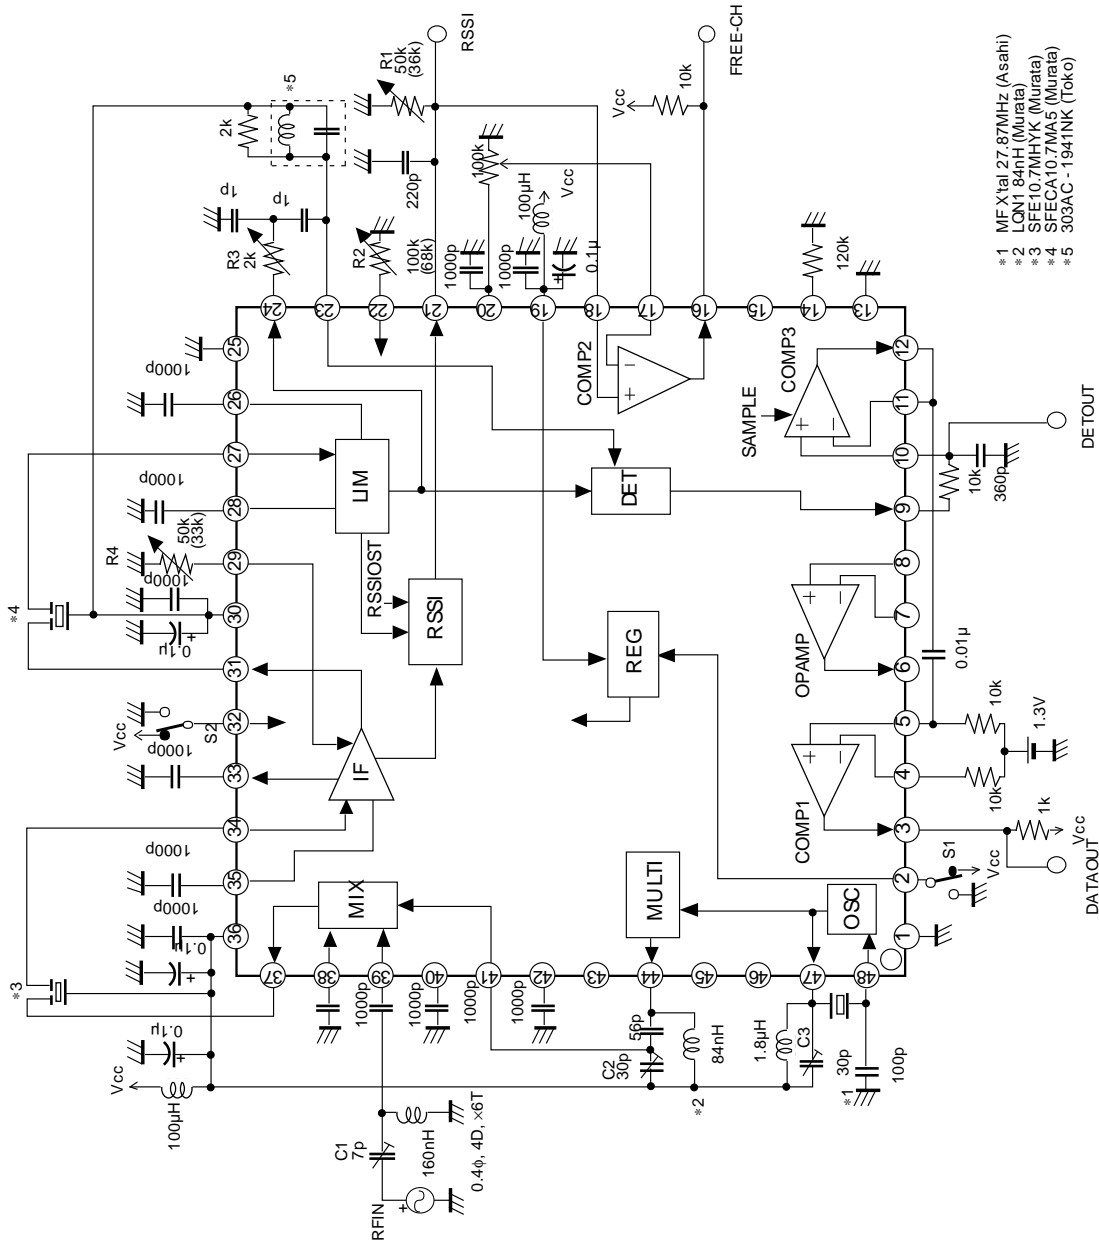 RSSI
FREE-CH
R1
50k
(36k)
Vcc
10k
*5
2k
220p
100k
100µH
Vcc
1p
1p
R3
2k
R2
100k
(68k)
1000p
1000p
0.1µ
120k
24
23
22
21
20
19
18
17
16
15
14
13
25
26
27
28
29
30
31
32
33
34
35
36
1000p
1000p
R4
50k
(33k)
1000p
0.1µ
*4
Vcc
S2
1000p
1000p
1000p
0.1µ
*3
0.1µ
Vcc
100µH
LIM
RSSIOST
RSSI
IF
MIX
COMP2
+
−
DET
REG
MULTI
OSC
SAMPLE
COMP3
+
−
OPAMP
+
−
COMP1
+
−
12
11
10
9
8
7
6
5
4
3
2
1
10k
360p
DETOUT
0.01µ
10k
10k
1.3V
1k
Vcc
DATAOUT
S1
Vcc
37
38
39
40
41
42
43
44
45
46
47
48
1000p
1000p
1000p
1000p
56p
C2
30p
84nH
*2
1.8µH
C3
30p
*1
100p
C1
7p
160nH
0.4ϕ, 4D, ×6T
RFIN
+
*1 MF X'tal 27.87MHz (Asahi)
*2 LQN1 84nH (Murata)
*3 SFE10.7MHYK (Murata)
*4 SFECA10.7MA5 (Murata)
*5 303AC - 1941NK (Toko)